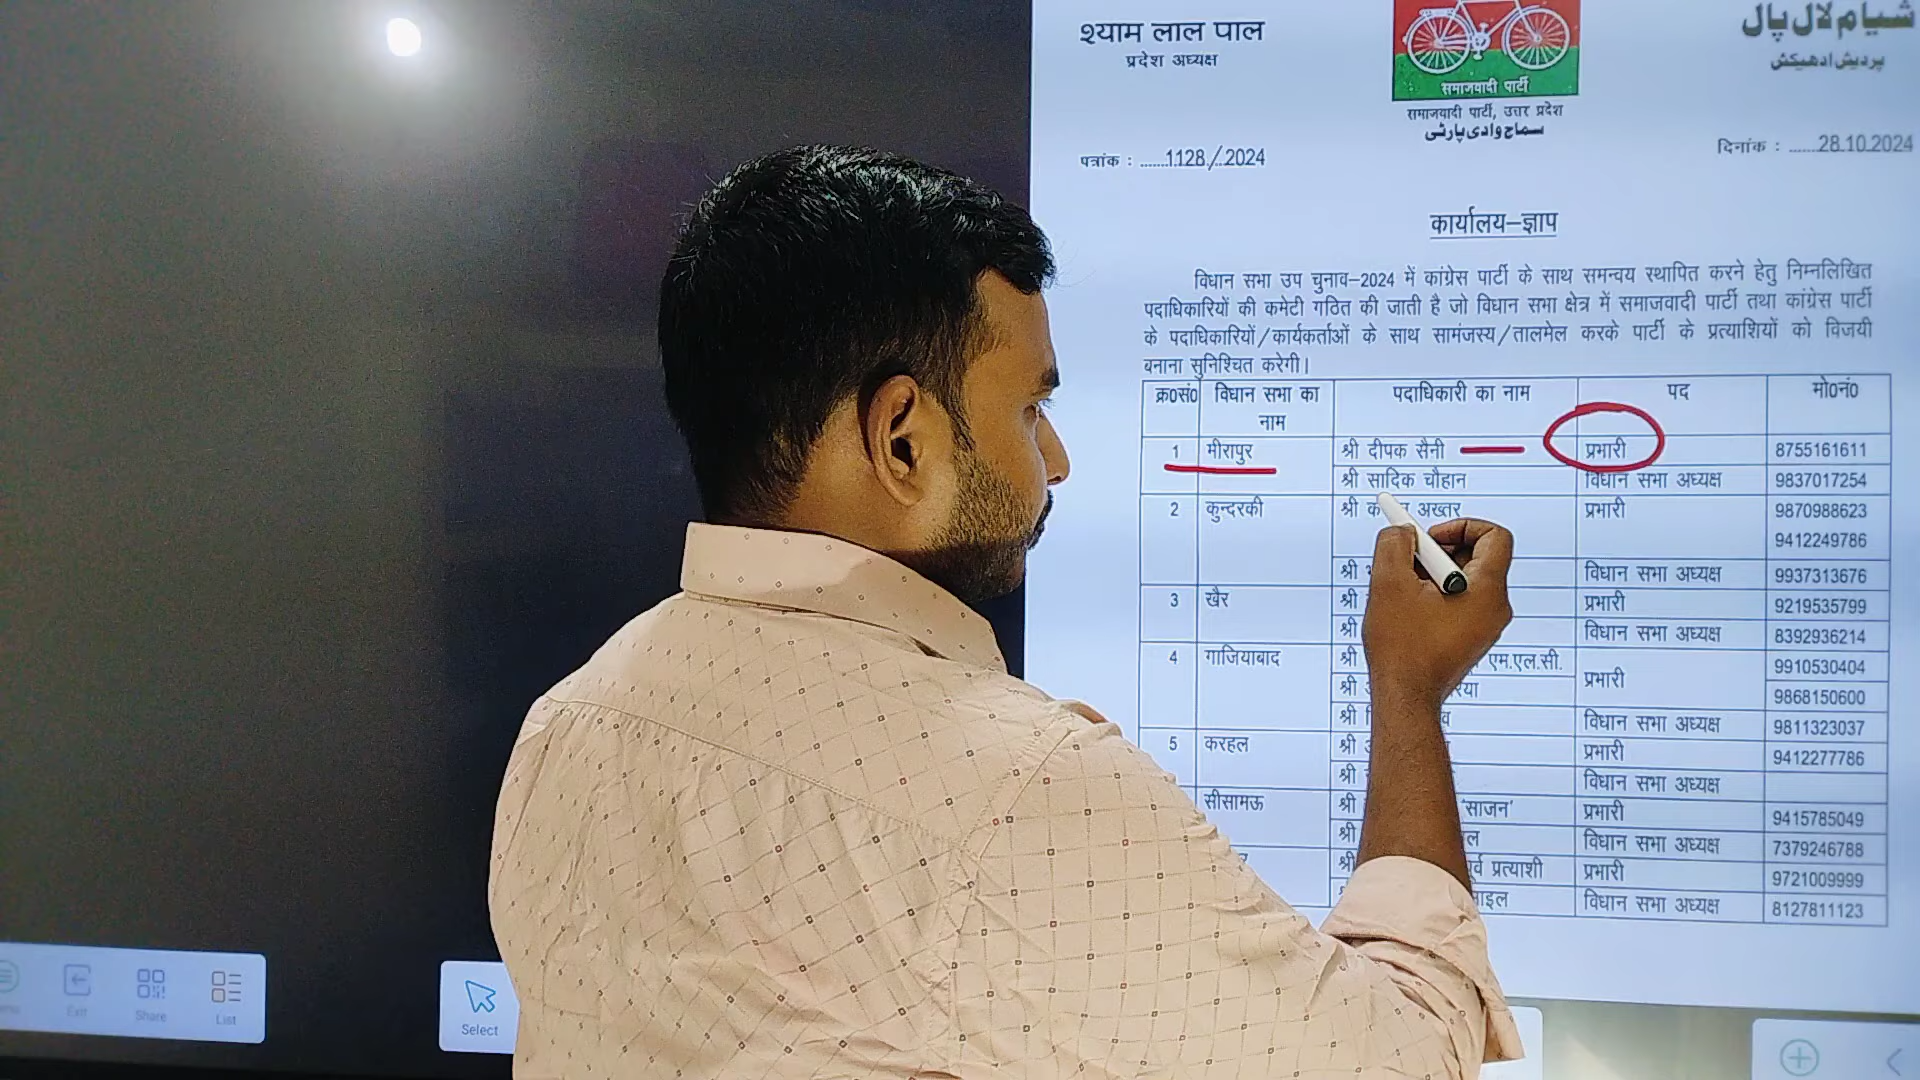 श्याम लाल पाल
प्रदेश अध्यक्ष
समाजवादी पार्टी
समाजवादी पार्टी, उत्तर प्रदेश
سماج وادی پارٹی
شیام لال پال
پردیش ادھیکش
पत्रांक : ......1128./..2024
दिनांक : ......28.10.2024
कार्यालय–ज्ञाप
विधान सभा उप चुनाव–2024 में कांग्रेस पार्टी के साथ समन्वय स्थापित करने हेतु निम्नलिखित
पदाधिकारियों की कमेटी गठित की जाती है जो विधान सभा क्षेत्र में समाजवादी पार्टी तथा कांग्रेस पार्टी
के पदाधिकारियों/कार्यकर्ताओं के साथ सामंजस्य/तालमेल करके पार्टी के प्रत्याशियों को विजयी
बनाना सुनिश्चित करेगी।
क्र0सं0 विधान सभा का नाम पदाधिकारी का नाम पद मो0नं0
1 मीरापुर श्री दीपक सैनी प्रभारी 8755161611
श्री सादिक चौहान विधान सभा अध्यक्ष 9837017254
2 कुन्दरकी श्री अख्तर प्रभारी 9870988623
9412249786
श्री विधान सभा अध्यक्ष 9937313676
3 खैर श्री प्रभारी 9219535799
श्री विधान सभा अध्यक्ष 8392936214
4 गाजियाबाद श्री एम.एल.सी. प्रभारी 9910530404
श्री 9868150600
श्री विधान सभा अध्यक्ष 9811323037
5 करहल श्री प्रभारी 9412277786
श्री विधान सभा अध्यक्ष
सीसामऊ श्री 'साजन' प्रभारी 9415785049
श्री विधान सभा अध्यक्ष 7379246788
श्री प्रत्याशी प्रभारी 9721009999
विधान सभा अध्यक्ष 8127811123
Exit
Share
List
Select